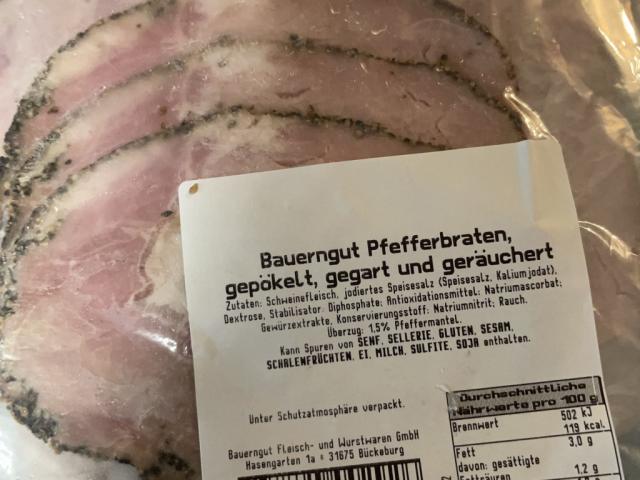 Bauerngut Pfefferbraten,
gepökelt, gegart und geräuchert
Zutaten: Schweinefleisch, jodiertes Speisesalz (Speisesalz, Kaliumjodat),
Dextrose, Stabilisator: Diphosphate; Antioxidationsmittel: Natriumascorbat;
Gewürzextrakte, Konservierungsstoff: Natriumnitrit; Rauch.
Überzug: 1,5% Pfeffermantel.
Kann Spuren von SENF, SELLERIE, GLUTEN, SESAM,
SCHALENFRÜCHTEN, EI, MILCH, SULFITE, SOJA enthalten.
Unter Schutzatmosphäre verpackt.
Bauerngut Fleisch- und Wurstwaren GmbH
Hasengarten 1a • 31675 Bückeburg
Durchschnittliche
Nährwerte pro 100 g
Brennwert 502 kJ
119 kcal
Fett 3,0 g
davon: gesättigte
Fettsäuren 1,2 g